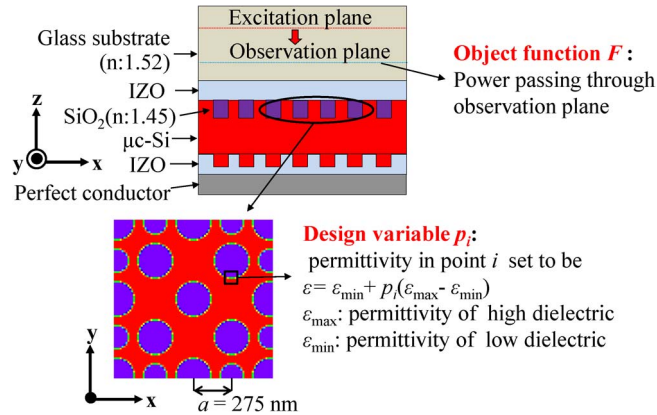 Excitation plane
Observation plane
Glass substrate
(n:1.52)
IZO
SiO₂(n:1.45)
μc-Si
IZO
Perfect conductor
z
y
x
Object function F :
Power passing through
observation plane
Design variable pᵢ:
permittivity in point i set to be
ε= εmin+ pᵢ(εmax- εmin)
εmax: permittivity of high dielectric
εmin: permittivity of low dielectric
y
x
a = 275 nm